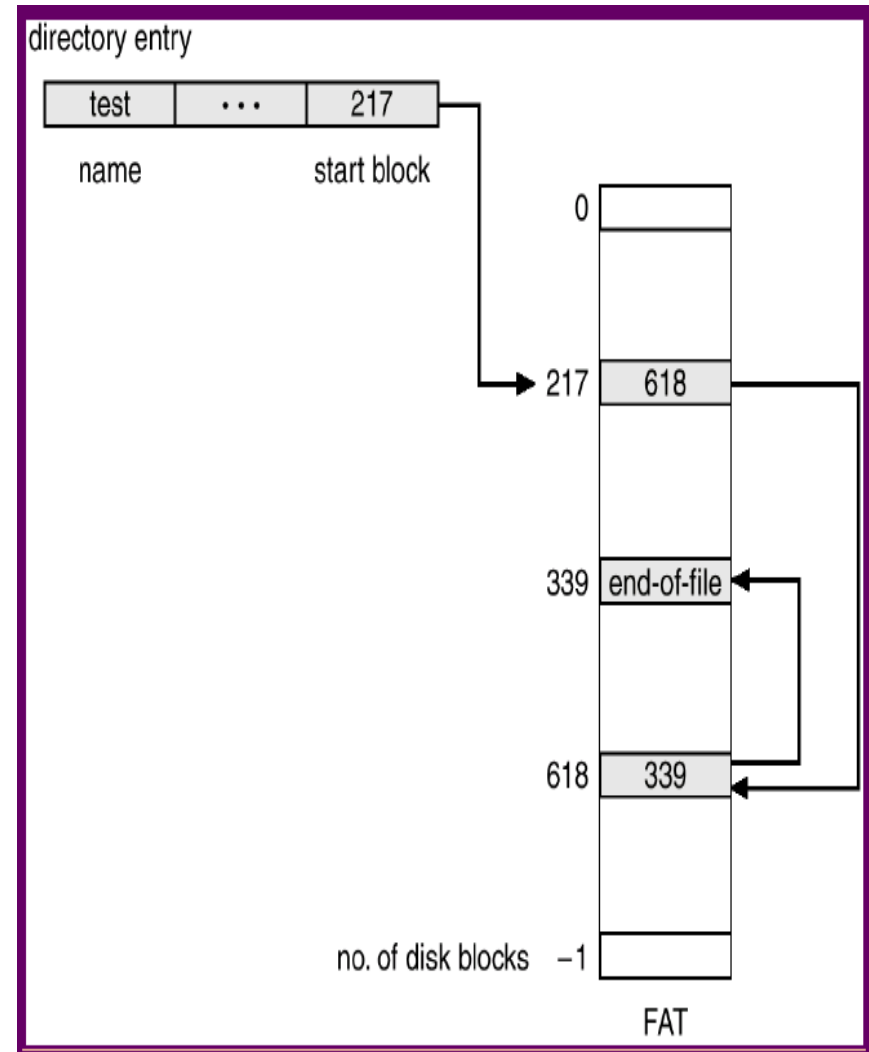 directory entry
test ... 217
name start block
0
217 618
339 end-of-file
618 339
no. of disk blocks –1
FAT